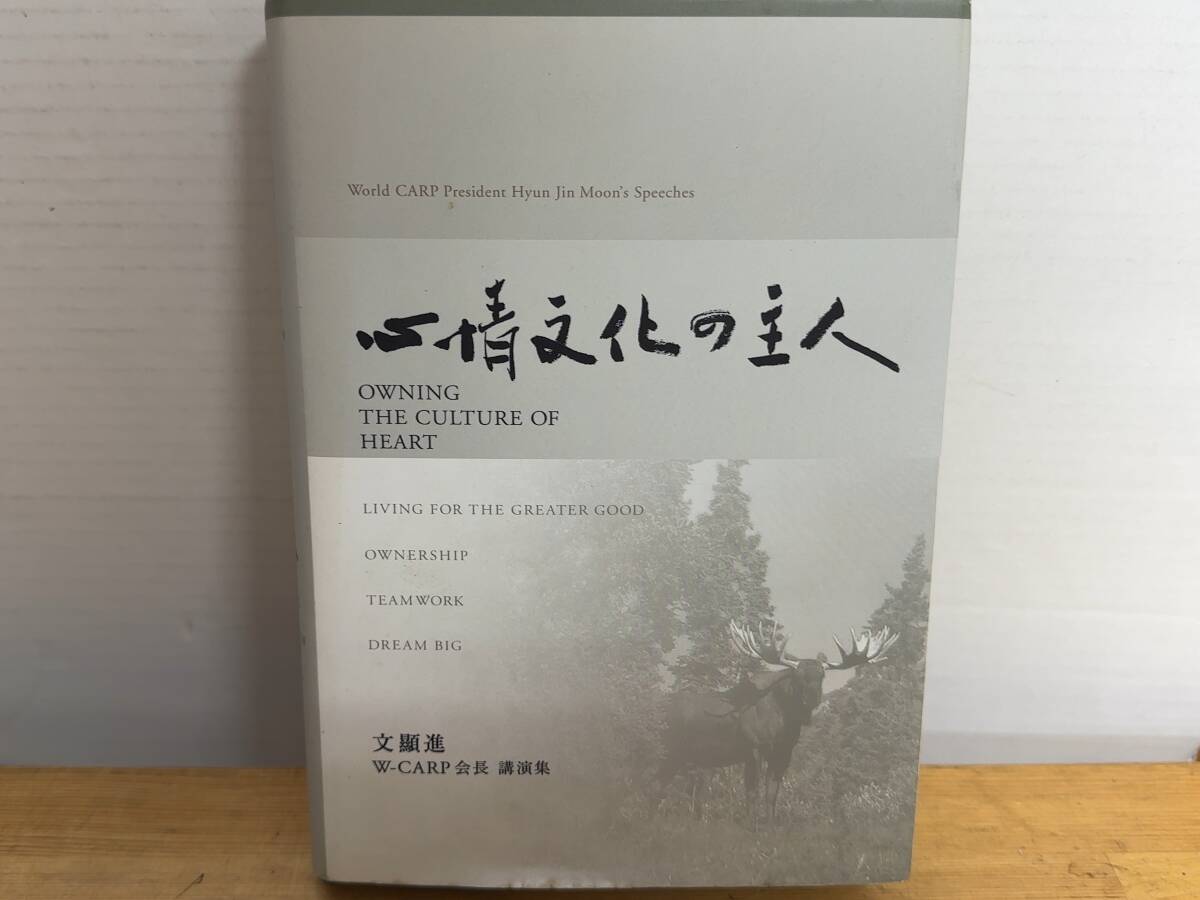 World CARP President Hyun Jin Moon's Speeches
心情文化の主人
OWNING
THE CULTURE OF
HEART
LIVING FOR THE GREATER GOOD
OWNERSHIP
TEAMWORK
DREAM BIG
文顯進
W-CARP 会長 講演集